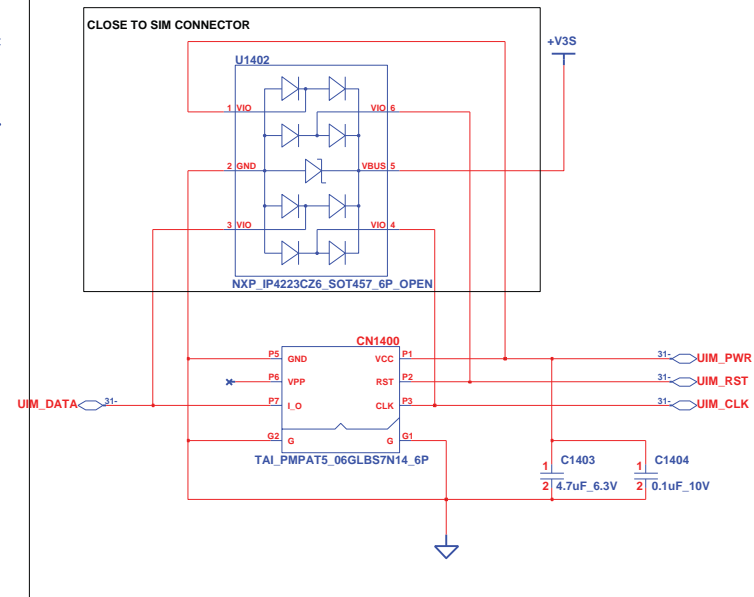 CLOSE TO SIM CONNECTOR
+V3S
U1402
1 VIO VIO 6
2 GND VBUS 5
3 VIO VIO 4
NXP_IP4223CZ6_SOT457_6P_OPEN
CN1400
P5 GND VCC P1 31- UIM_PWR
P6 VPP RST P2 31- UIM_RST
UIM_DATA 31- P7 I_O CLK P3 31- UIM_CLK
G2 G G G1
TAI_PMPAT5_06GLBS7N14_6P
1 C1403 1 C1404
2 4.7uF_6.3V 2 0.1uF_10V